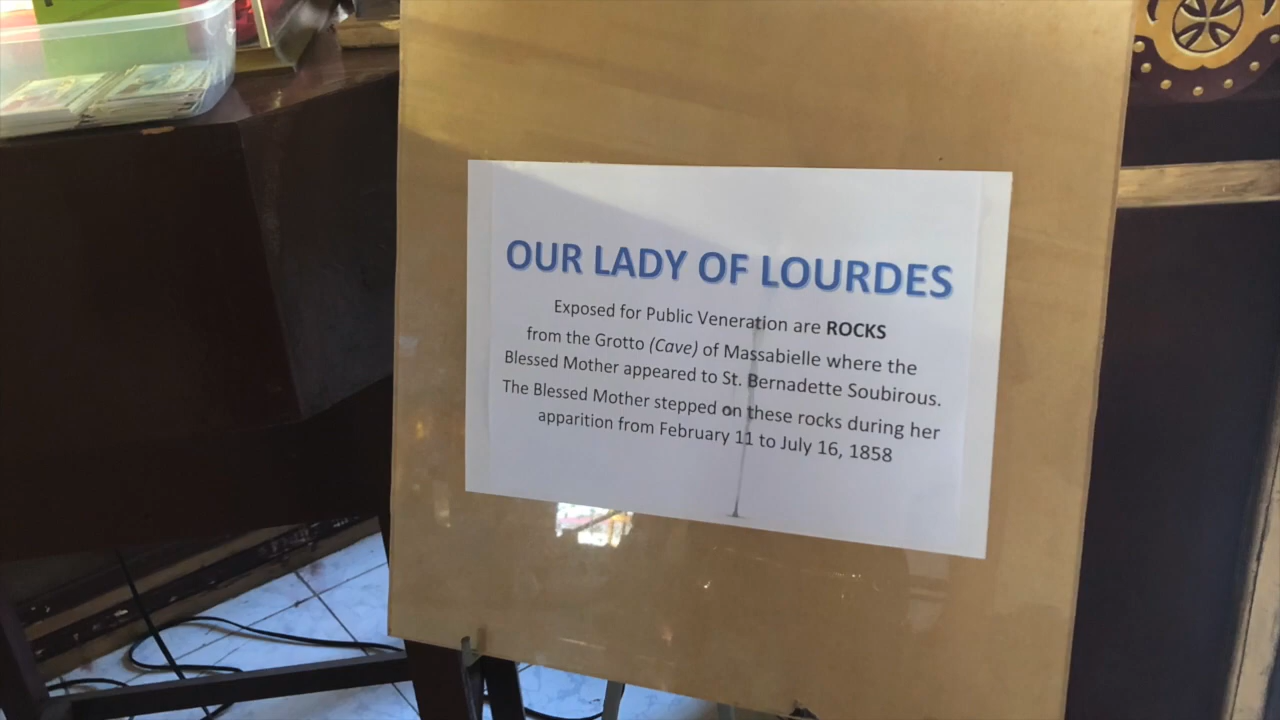 OUR LADY OF LOURDES
Exposed for Public Veneration are ROCKS
from the Grotto (Cave) of Massabielle where the
Blessed Mother appeared to St. Bernadette Soubirous.
The Blessed Mother stepped on these rocks during her
apparition from February 11 to July 16, 1858